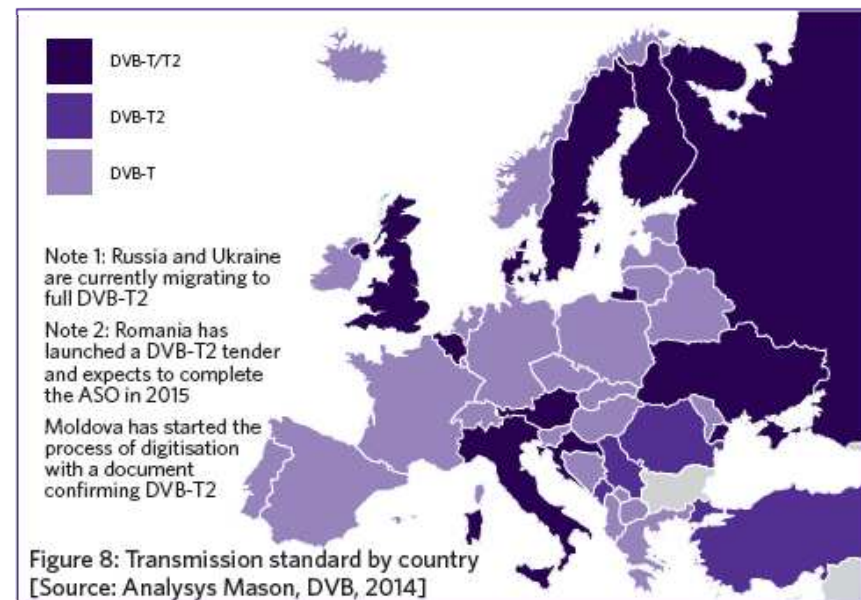 DVB-T/T2
DVB-T2
DVB-T
Note 1: Russia and Ukraine
are currently migrating to
full DVB-T2
Note 2: Romania has
launched a DVB-T2 tender
and expects to complete
the ASO in 2015
Moldova has started the
process of digitisation
with a document
confirming DVB-T2
Figure 8: Transmission standard by country
[Source: Analysys Mason, DVB, 2014]